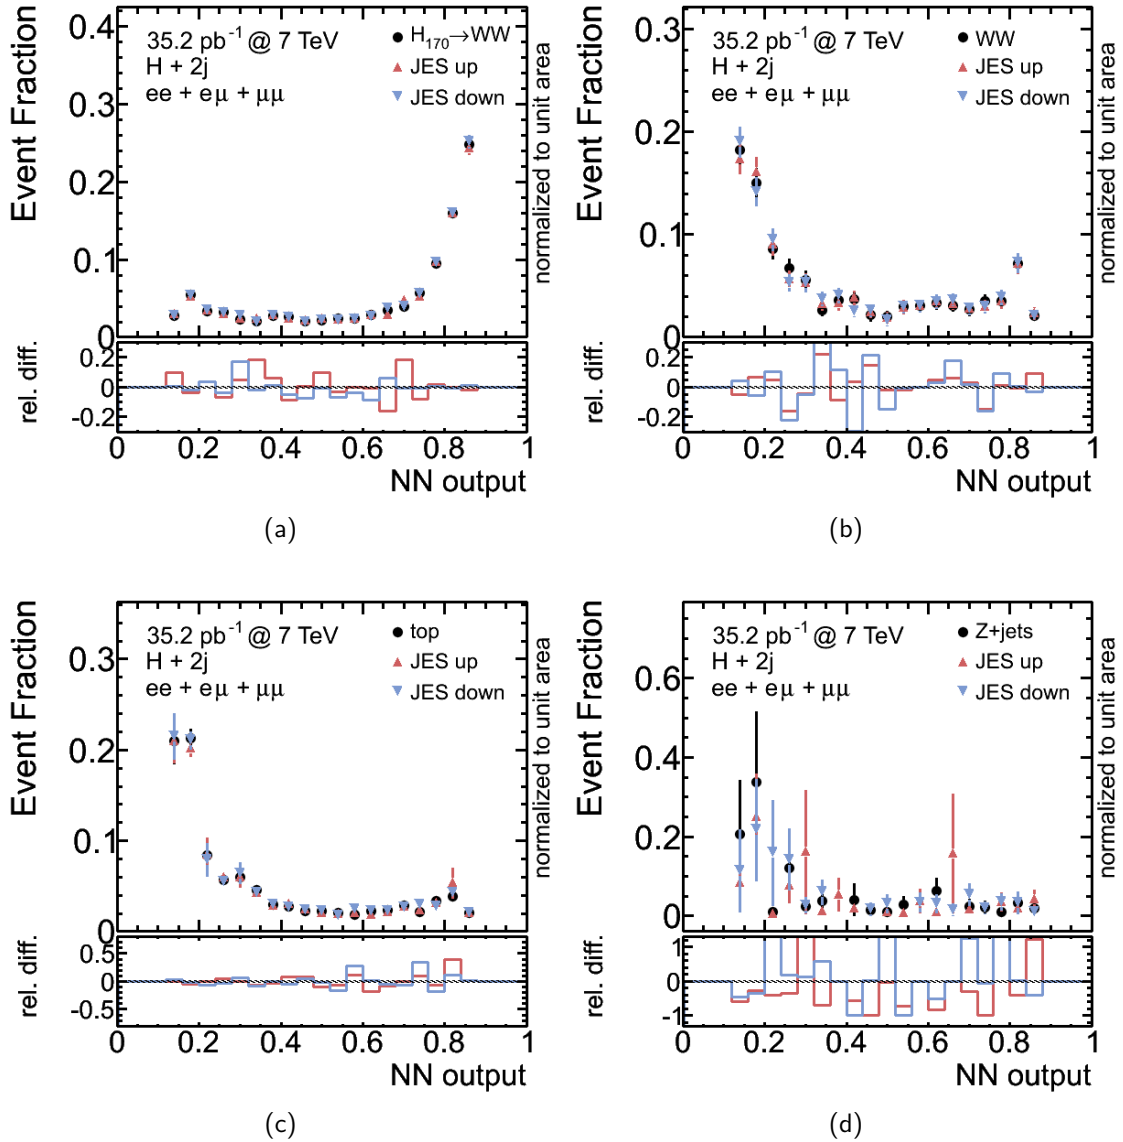 35.2 pb⁻¹ @ 7 TeV
H + 2j
ee + eμ + μμ
H₁₇₀→WW
JES up
JES down
Event Fraction
normalized to unit area
0.4
0.3
0.2
0.1
0
rel. diff.
0.2
0
-0.2
0 0.2 0.4 0.6 0.8 1
NN output
(a)
35.2 pb⁻¹ @ 7 TeV
H + 2j
ee + eμ + μμ
WW
JES up
JES down
Event Fraction
normalized to unit area
0.3
0.2
0.1
0
rel. diff.
0.2
0
-0.2
0 0.2 0.4 0.6 0.8 1
NN output
(b)
35.2 pb⁻¹ @ 7 TeV
H + 2j
ee + eμ + μμ
top
JES up
JES down
Event Fraction
normalized to unit area
0.3
0.2
0.1
0
rel. diff.
0.5
0
-0.5
0 0.2 0.4 0.6 0.8 1
NN output
(c)
35.2 pb⁻¹ @ 7 TeV
H + 2j
ee + eμ + μμ
Z+jets
JES up
JES down
Event Fraction
normalized to unit area
0.6
0.4
0.2
0
rel. diff.
1
0
-1
0 0.2 0.4 0.6 0.8 1
NN output
(d)